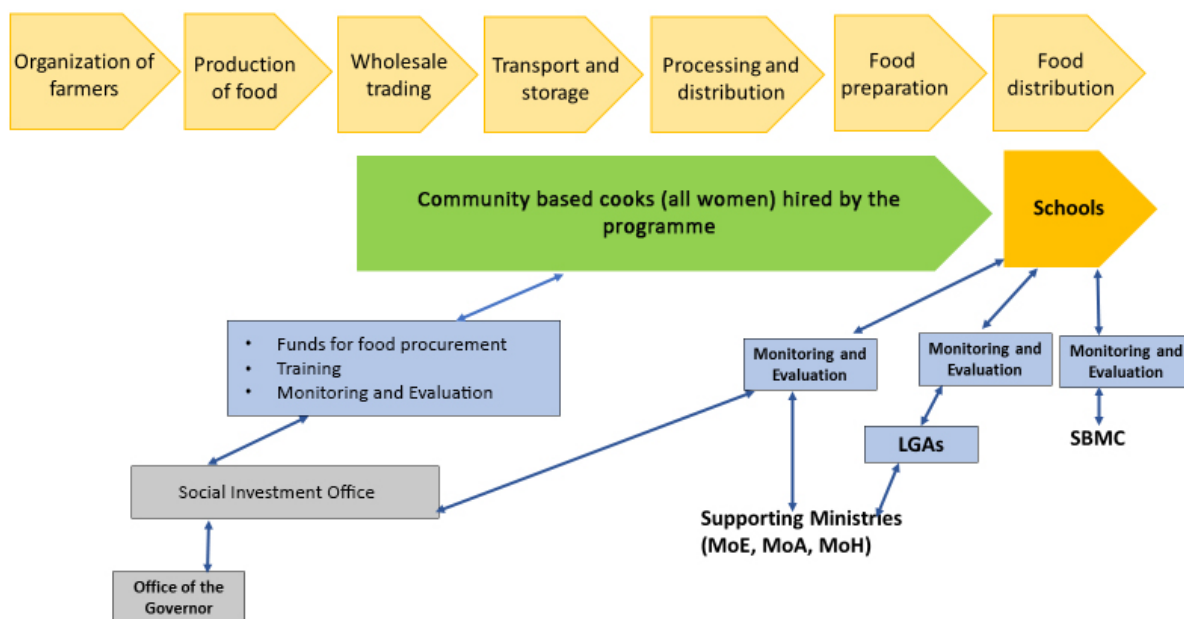 Organization of
farmers
Production
of food
Wholesale
trading
Transport and
storage
Processing and
distribution
Food
preparation
Food
distribution
Community based cooks (all women) hired by the
programme
Schools
• Funds for food procurement
• Training
• Monitoring and Evaluation
Monitoring and
Evaluation
Monitoring and
Evaluation
Monitoring and
Evaluation
LGAs
SBMC
Social Investment Office
Supporting Ministries
(MoE, MoA, MoH)
Office of the
Governor